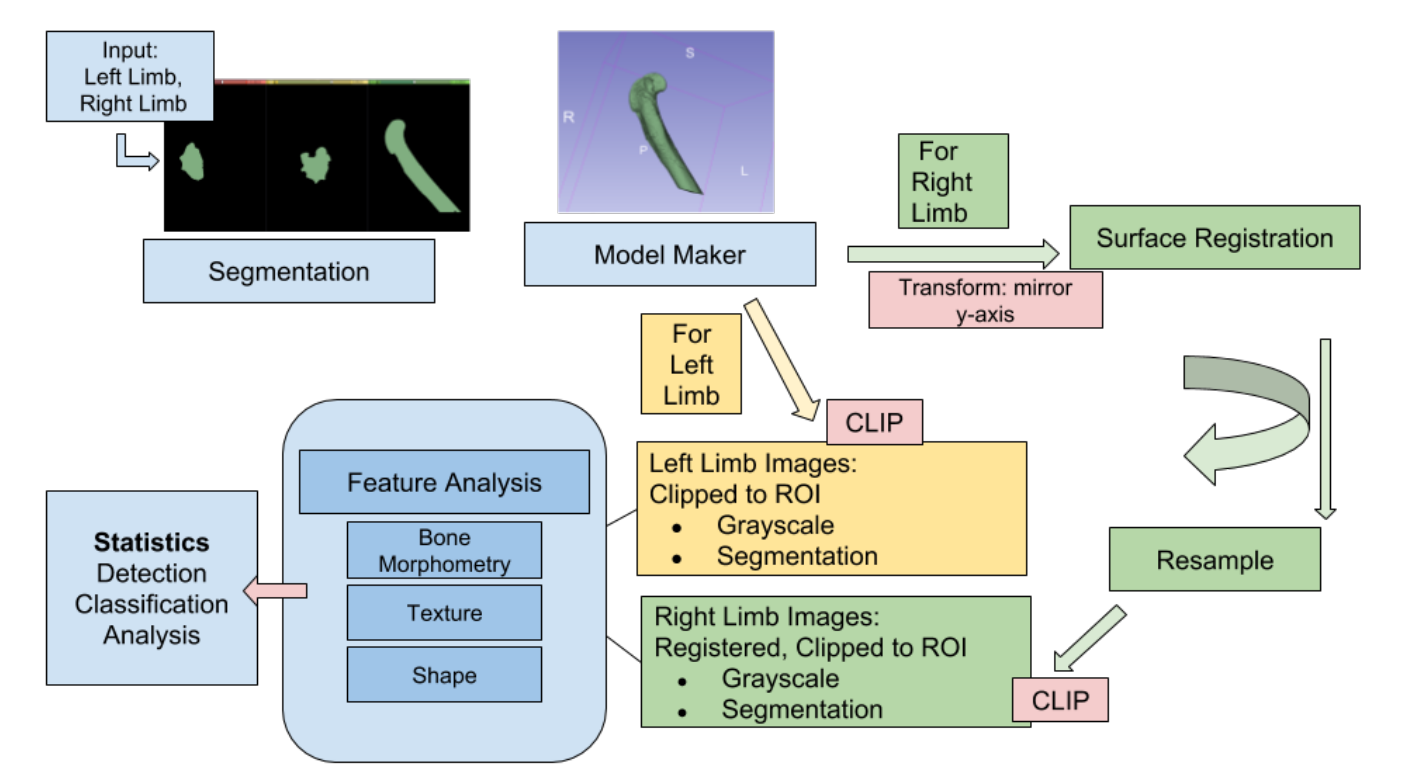 Input:
Left Limb,
Right Limb
Segmentation
S
R
P
L
Model Maker
For
Right
Limb
Surface Registration
Transform: mirror
y-axis
For
Left
Limb
CLIP
Left Limb Images:
Clipped to ROI
● Grayscale
● Segmentation
Resample
Right Limb Images:
Registered, Clipped to ROI
● Grayscale
● Segmentation
CLIP
Feature Analysis
Bone
Morphometry
Texture
Shape
Statistics
Detection
Classification
Analysis